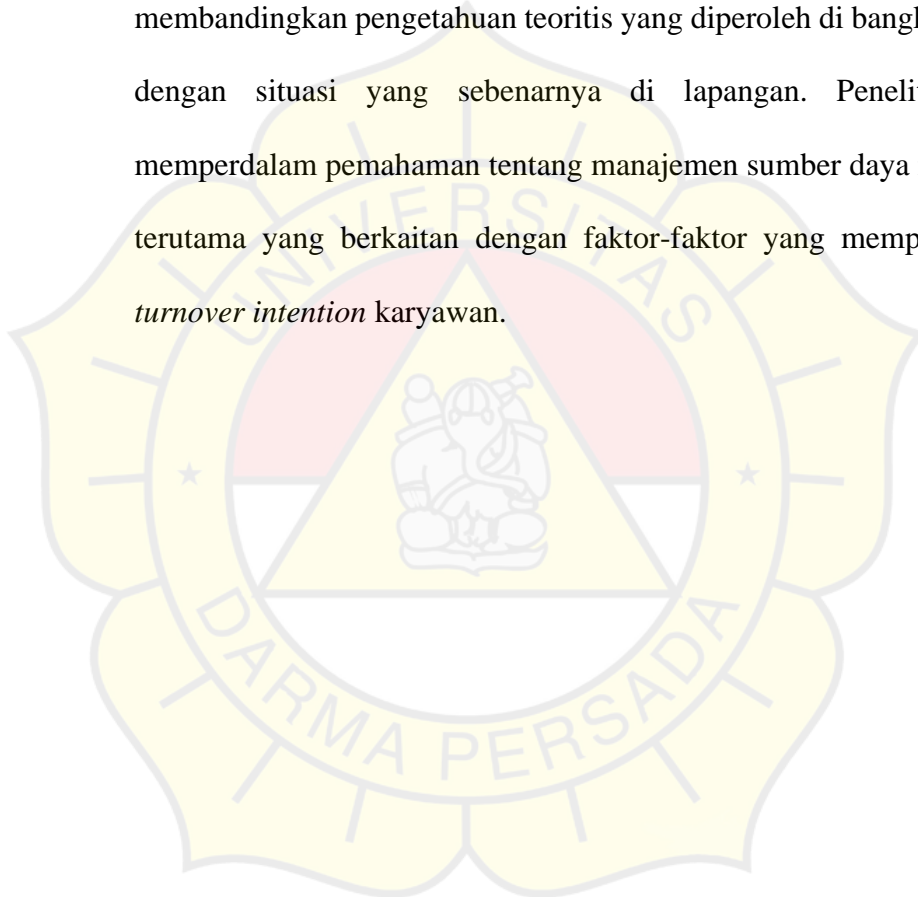 membandingkan pengetahuan teoritis yang diperoleh di
dengan situasi yang sebenarnya di lapangan.
memperdalam pemahaman tentang manajemen sumber daya
terutama yang berkaitan dengan faktor-faktor yang
turnover intention karyawan.
UNIVERSITAS
DARMA PERSADA